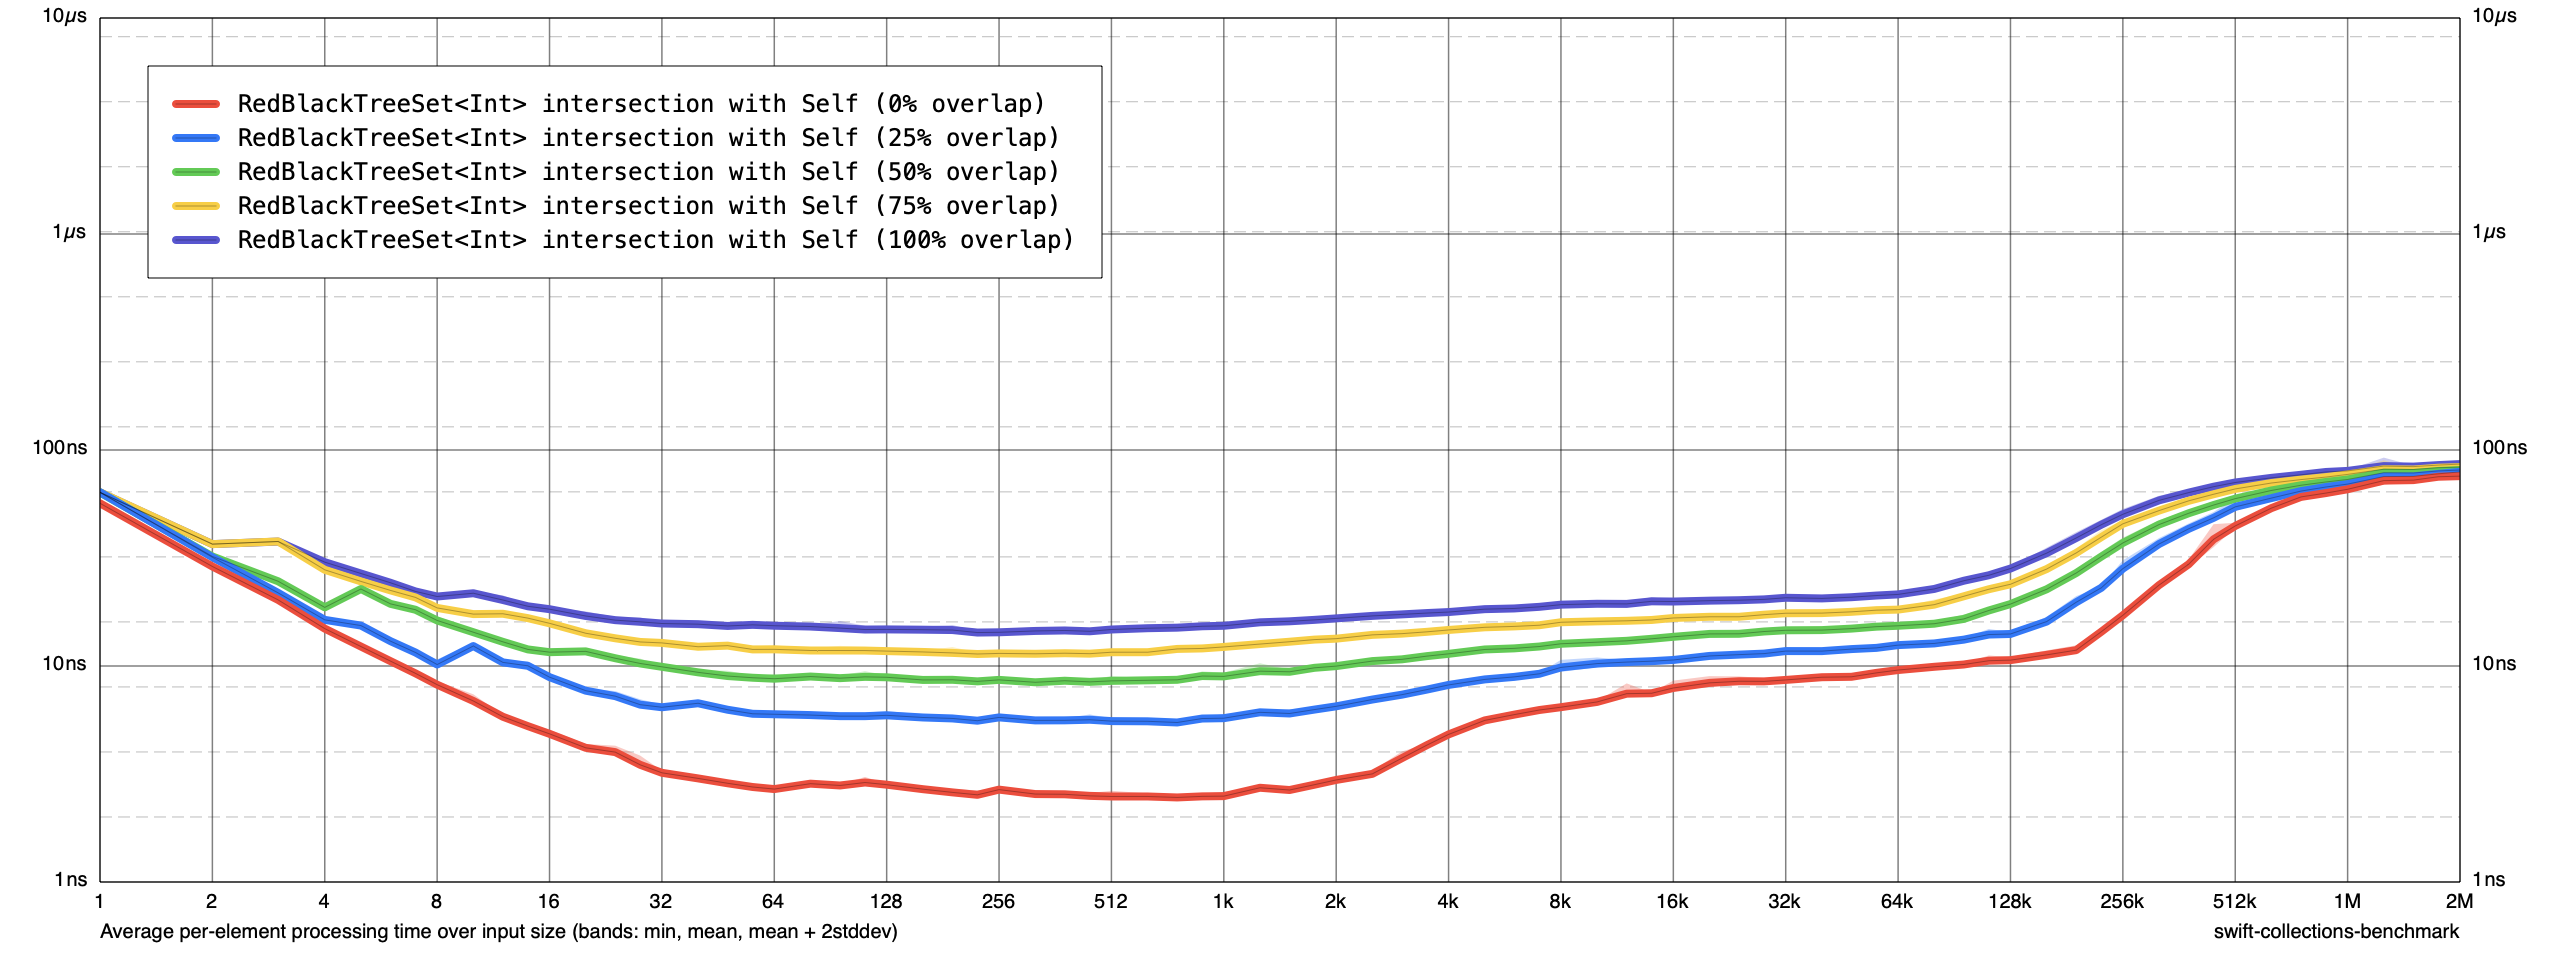 10µs 10µs
RedBlackTreeSet<Int> intersection with Self (0% overlap)
RedBlackTreeSet<Int> intersection with Self (25% overlap)
RedBlackTreeSet<Int> intersection with Self (50% overlap)
RedBlackTreeSet<Int> intersection with Self (75% overlap)
1µs 1µs
RedBlackTreeSet<Int> intersection with Self (100% overlap)
100ns 100ns
10ns 10ns
1ns 1ns
1 2 4 8 16 32 64 128 256 512 1k 2k 4k 8k 16k 32k 64k 128k 256k 512k 1M 2M
Average per-element processing time over input size (bands: min, mean, mean + 2stddev) swift-collections-benchmark